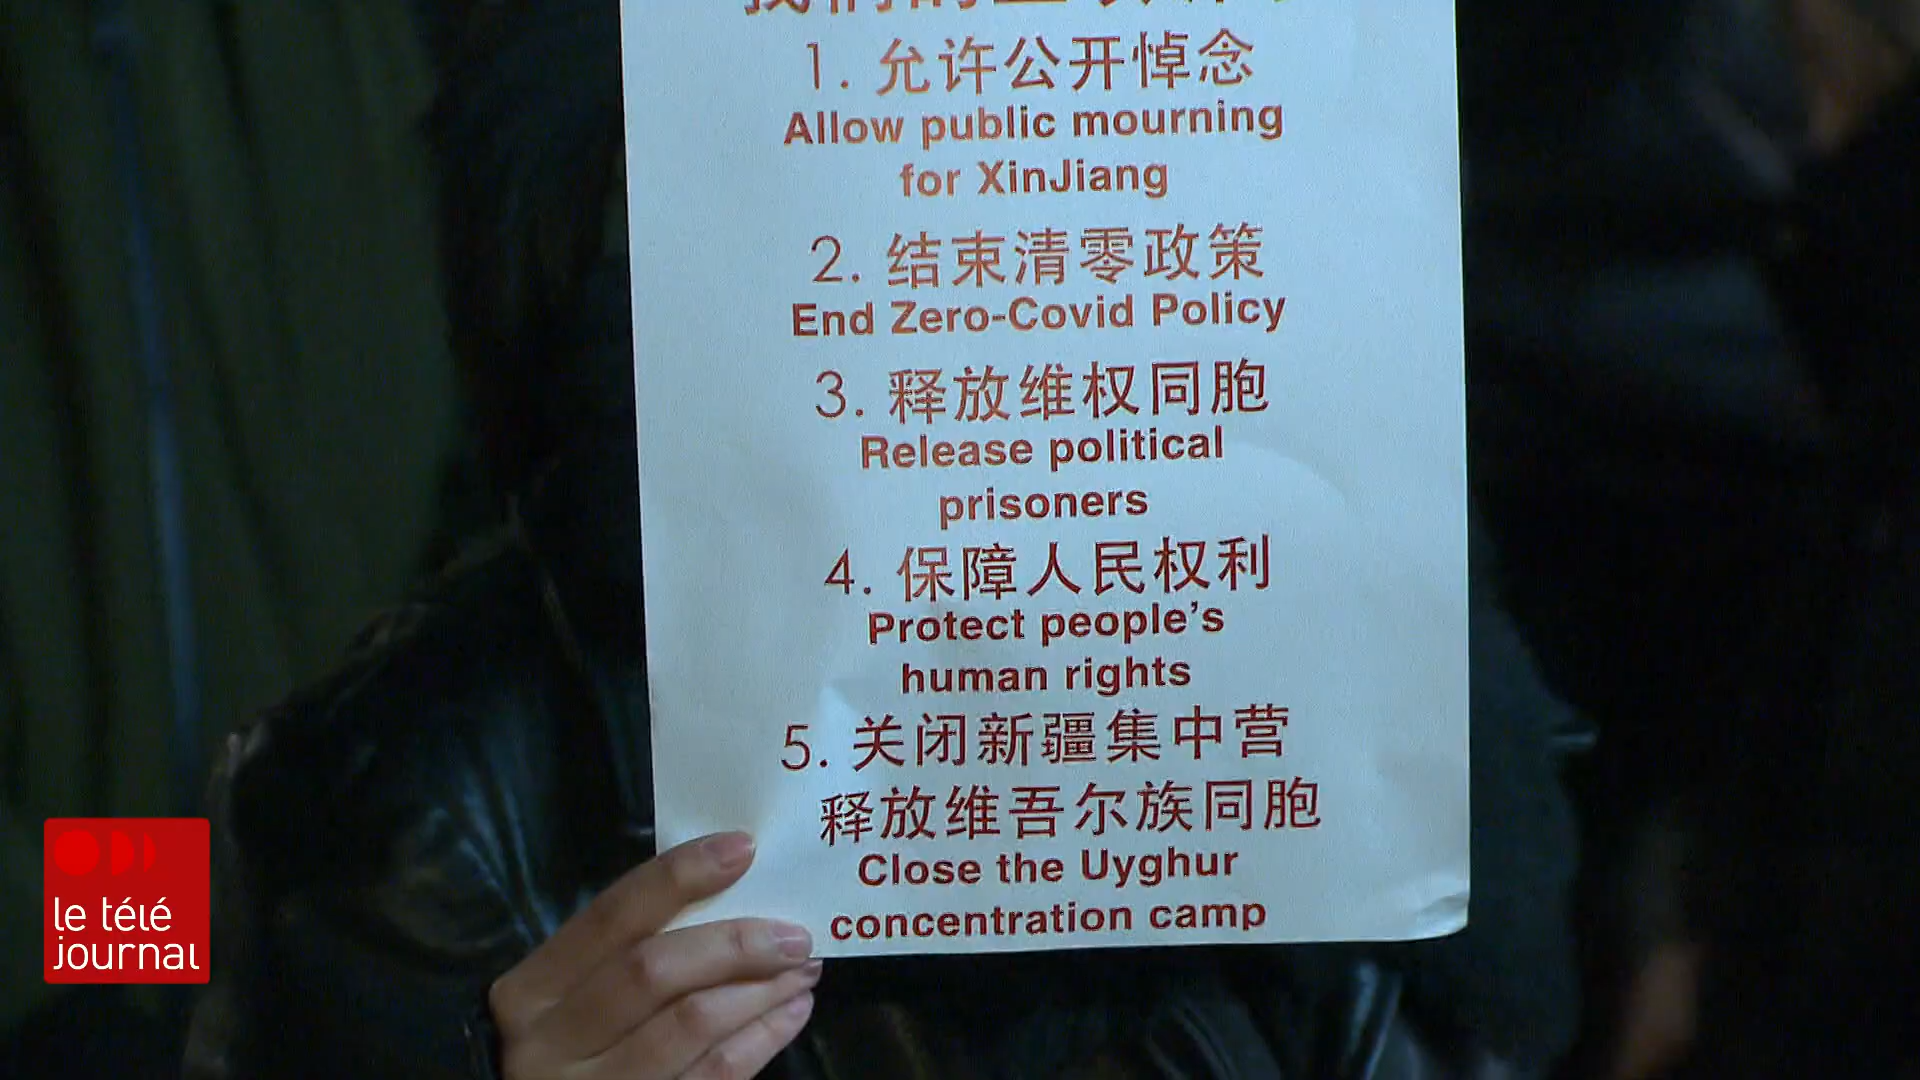 1. 允许公开悼念
Allow public mourning
for XinJiang
2. 结束清零政策
End Zero-Covid Policy
3. 释放维权同胞
Release political
prisoners
4. 保障人民权利
Protect people's
human rights
5. 关闭新疆集中营
释放维吾尔族同胞
Close the Uyghur
concentration camp
le télé
journal